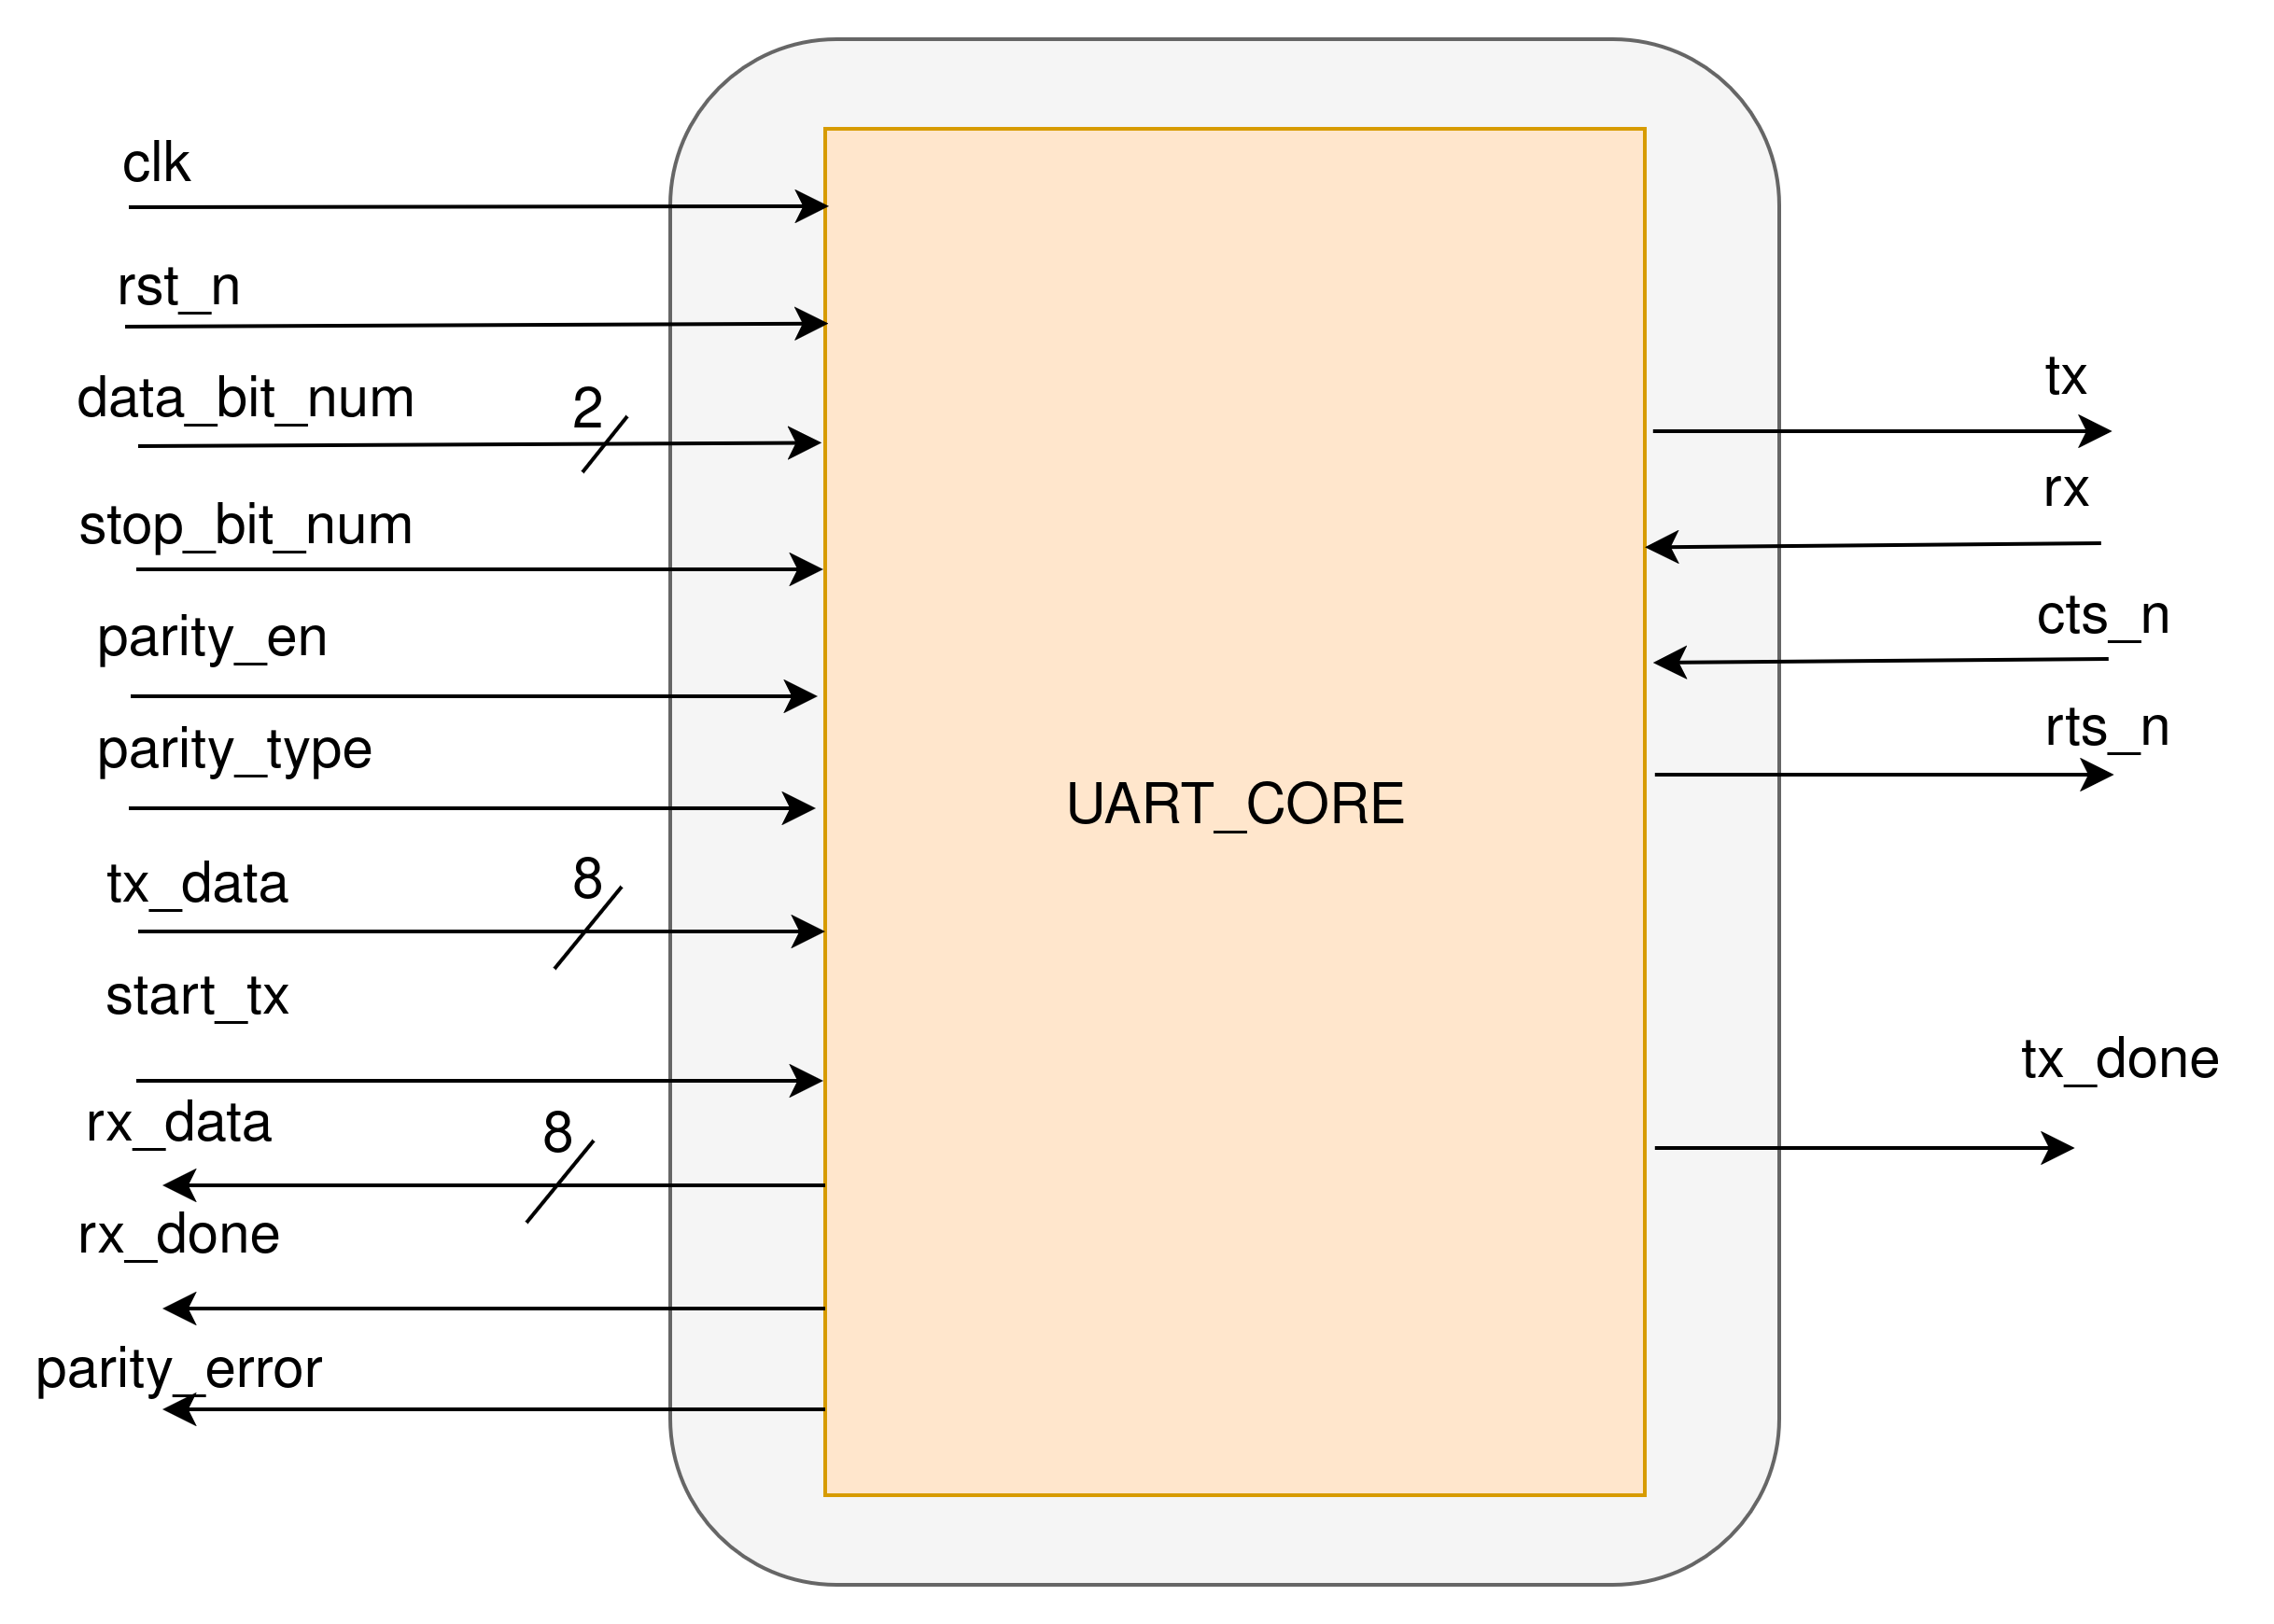 clk
rst_n
data_bit_num
2
stop_bit_num
parity_en
parity_type
tx_data
8
start_tx
rx_data
8
rx_done
parity_error
UART_CORE
tx
rx
cts_n
rts_n
tx_done